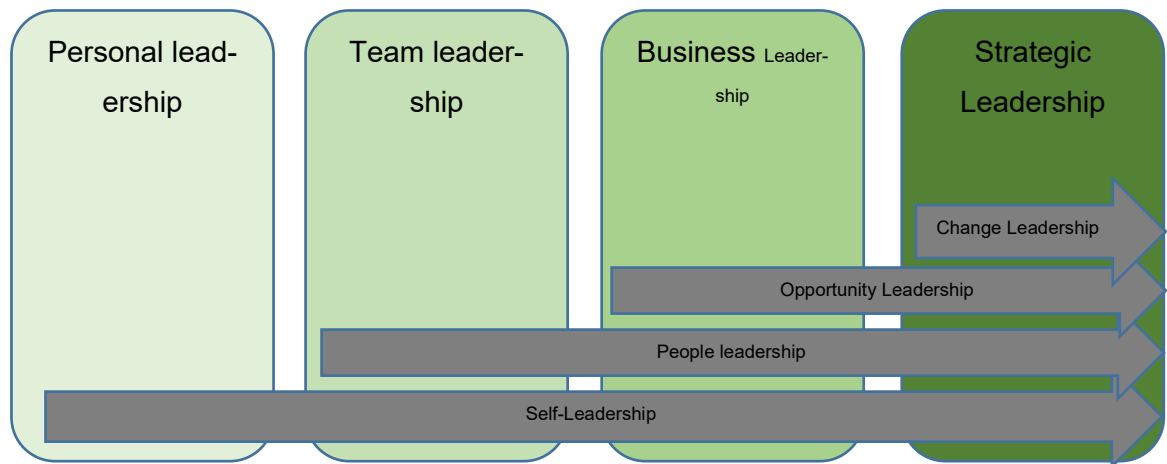 Personal lead-
ership
Team leader-
ship
Business Leader-
ship
Strategic
Leadership
Change Leadership
Opportunity Leadership
People leadership
Self-Leadership